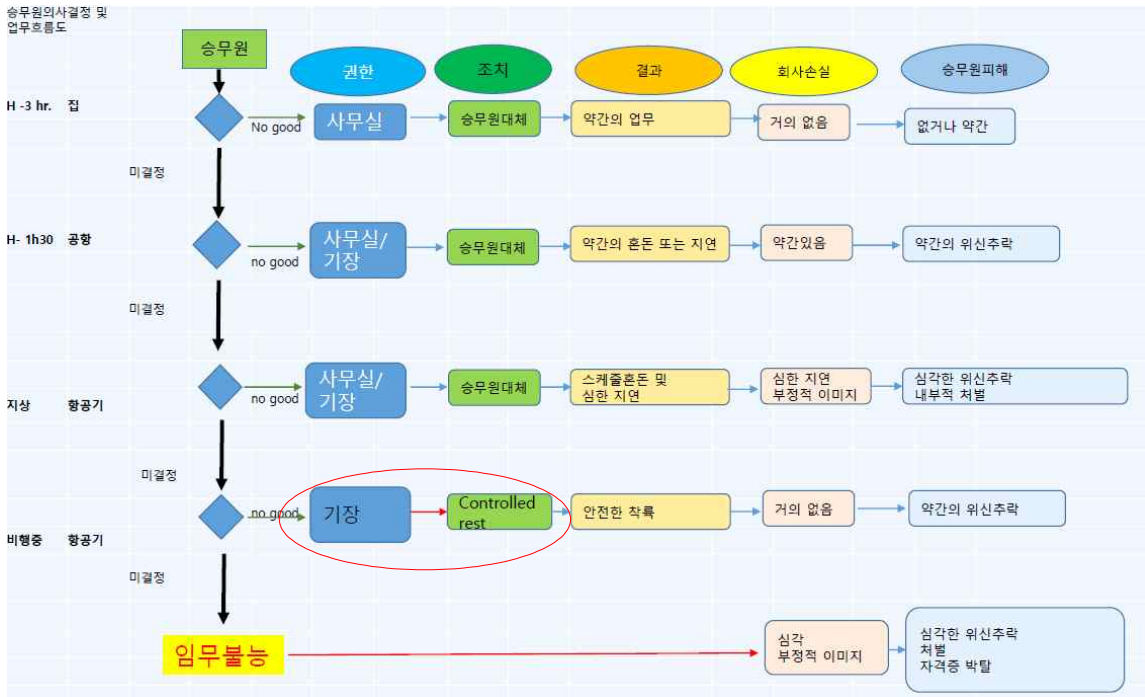 승무원의사결정 및
업무흐름도
승무원
권한
조치
결과
회사손실
승무원피해
H -3 hr. 집
No good
사무실
승무원대체
약간의 업무
거의 없음
없거나 약간
미결정
H- 1h30 공항
no good
사무실/
기장
승무원대체
약간의 혼돈 또는 지연
약간있음
약간의 위신추락
미결정
지상 항공기
no good
사무실/
기장
승무원대체
스케줄혼돈 및
심한 지연
심한 지연
부정적 이미지
심각한 위신추락
내부적 처벌
미결정
비행중 항공기
no good
기장
Controlled
rest
안전한 착륙
거의 없음
약간의 위신추락
미결정
임무불능
심각
부정적 이미지
심각한 위신추락
처벌
자격증 박탈